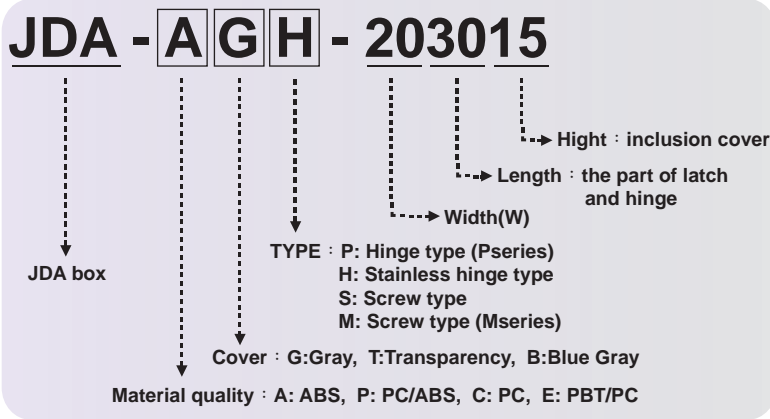 JDA - A G H - 203015
Hight : inclusion cover
Length : the part of latch
and hinge
Width(W)
TYPE : P: Hinge type (Pseries)
JDA box
H: Stainless hinge type
S: Screw type
M: Screw type (Mseries)
Cover : G:Gray, T:Transparency, B:Blue Gray
Material quality : A: ABS, P: PC/ABS, C: PC, E: PBT/PC